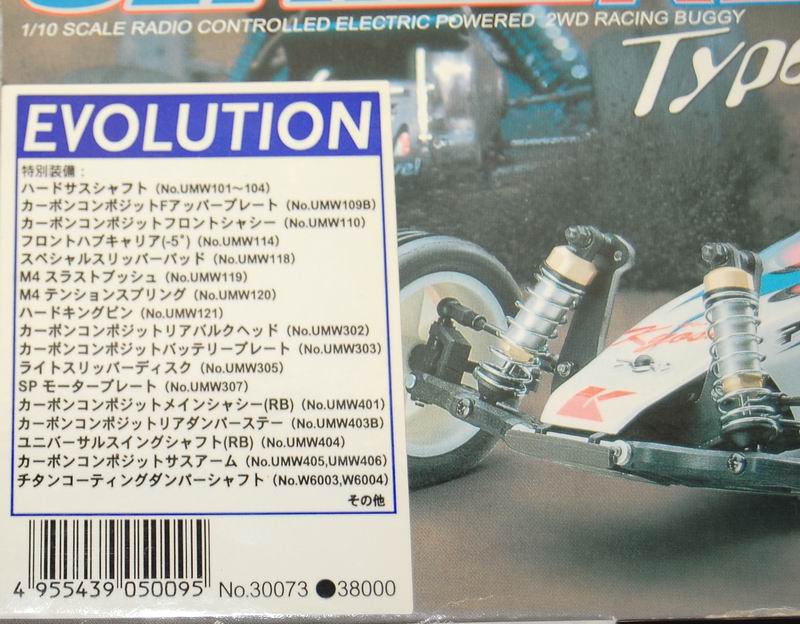 1/10 SCALE RADIO CONTROLLED ELECTRIC POWERED 2WD RACING BUGGY
Type
EVOLUTION
特別装備：
ハードサスシャフト（No.UMW101～104）
カーボンコンポジットFアッパープレート（No.UMW109B）
カーボンコンポジットフロントシャシー（No.UMW110）
フロントハブキャリア(-5°)（No.UMW114）
スペシャルスリッパーパッド（No.UMW118）
M4 スラストブッシュ（No.UMW119）
M4 テンションスプリング（No.UMW120）
ハードキングピン（No.UMW121）
カーボンコンポジットリアバルクヘッド（No.UMW302）
カーボンコンポジットバッテリープレート（No.UMW303）
ライトスリッパーディスク（No.UMW305）
SP モータープレート（No.UMW307）
カーボンコンポジットメインシャシー(RB)（No.UMW401）
カーボンコンポジットリアダンパーステー（No.UMW403B）
ユニバーサルスイングシャフト(RB)（No.UMW404）
カーボンコンポジットサスアーム（No.UMW405,UMW406）
チタンコーティングダンパーシャフト（No.W6003,W6004）
その他
4 955439 050095 No.30073 ●38000